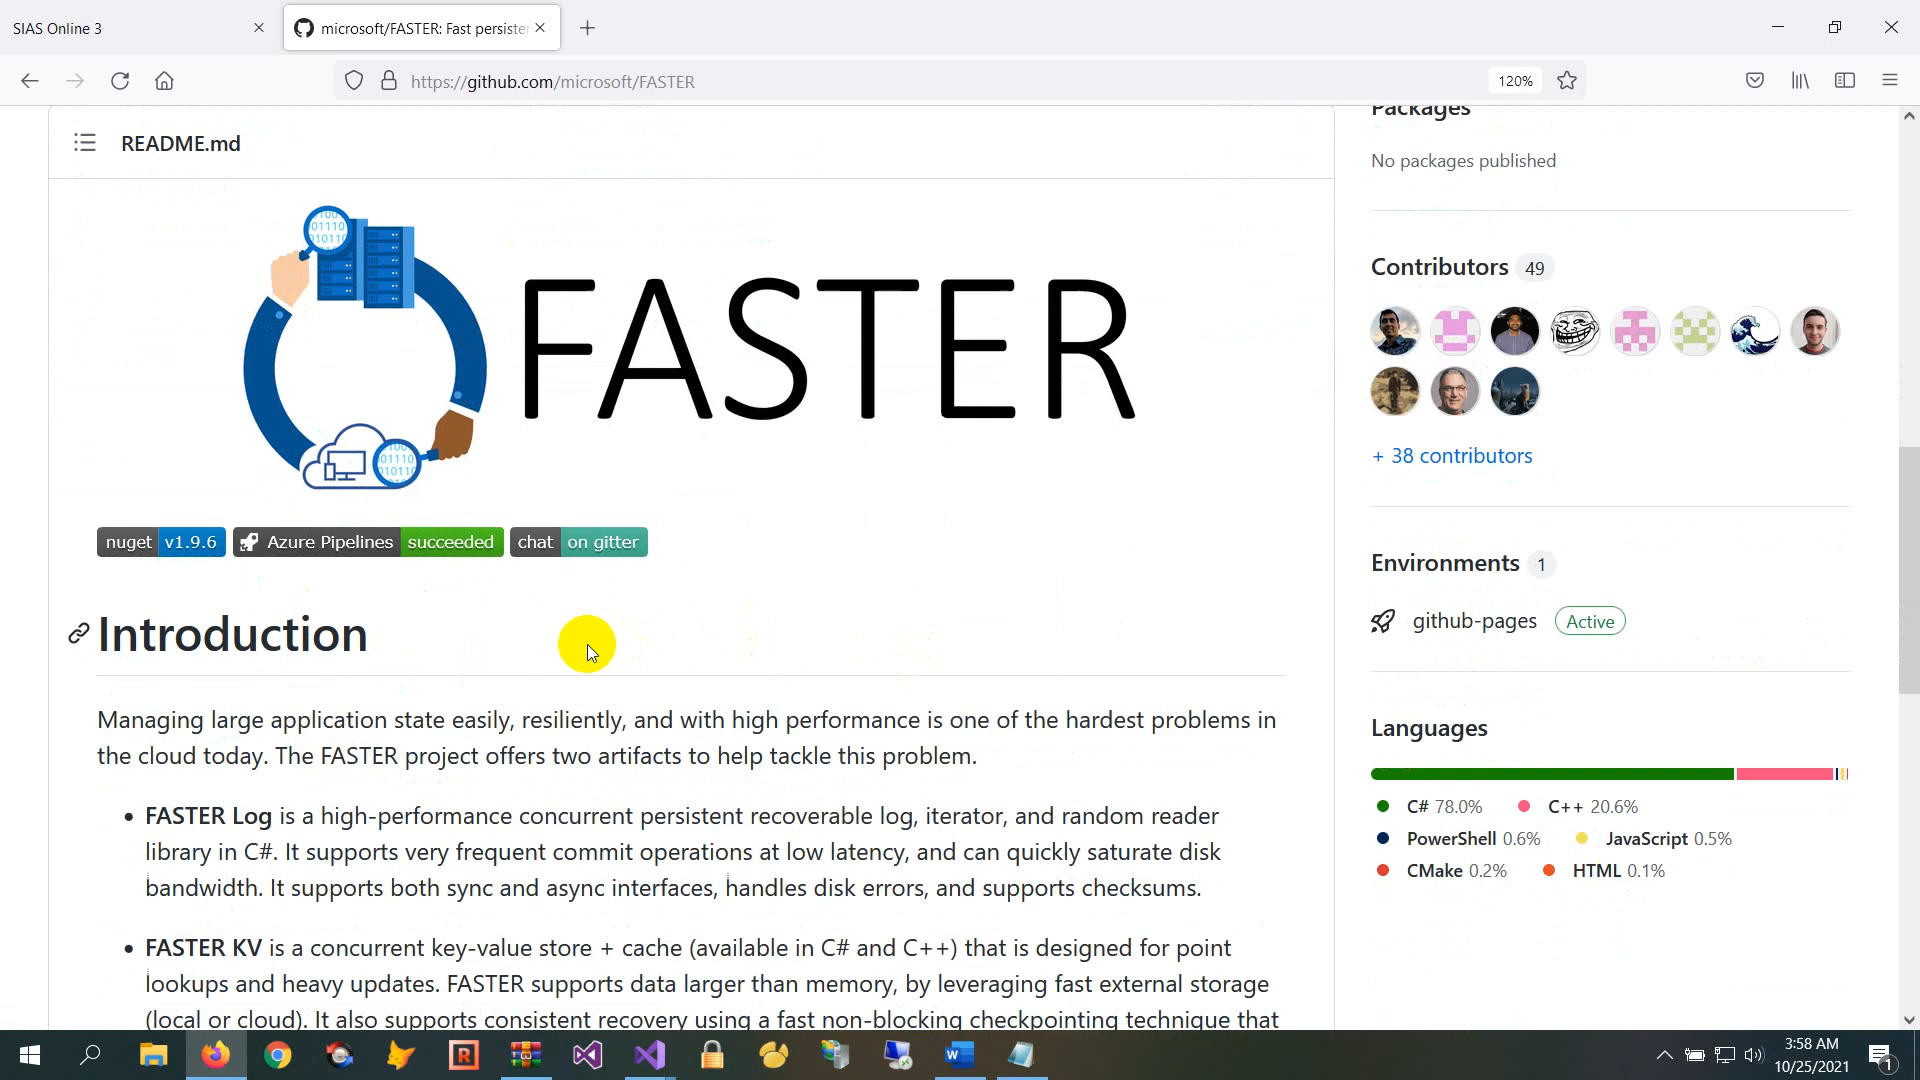 SIAS Online 3
microsoft/FASTER: Fast persister
https://github.com/microsoft/FASTER
120%
README.md
FASTER
nuget v1.9.6 Azure Pipelines succeeded chat on gitter
Introduction
Managing large application state easily, resiliently, and with high performance is one of the hardest problems in
the cloud today. The FASTER project offers two artifacts to help tackle this problem.
• FASTER Log is a high-performance concurrent persistent recoverable log, iterator, and random reader
library in C#. It supports very frequent commit operations at low latency, and can quickly saturate disk
bandwidth. It supports both sync and async interfaces, handles disk errors, and supports checksums.
• FASTER KV is a concurrent key-value store + cache (available in C# and C++) that is designed for point
lookups and heavy updates. FASTER supports data larger than memory, by leveraging fast external storage
(local or cloud). It also supports consistent recovery using a fast non-blocking checkpointing technique that
Packages
No packages published
Contributors 49
+ 38 contributors
Environments 1
github-pages Active
Languages
C# 78.0% C++ 20.6%
PowerShell 0.6% JavaScript 0.5%
CMake 0.2% HTML 0.1%
3:58 AM
10/25/2021
1